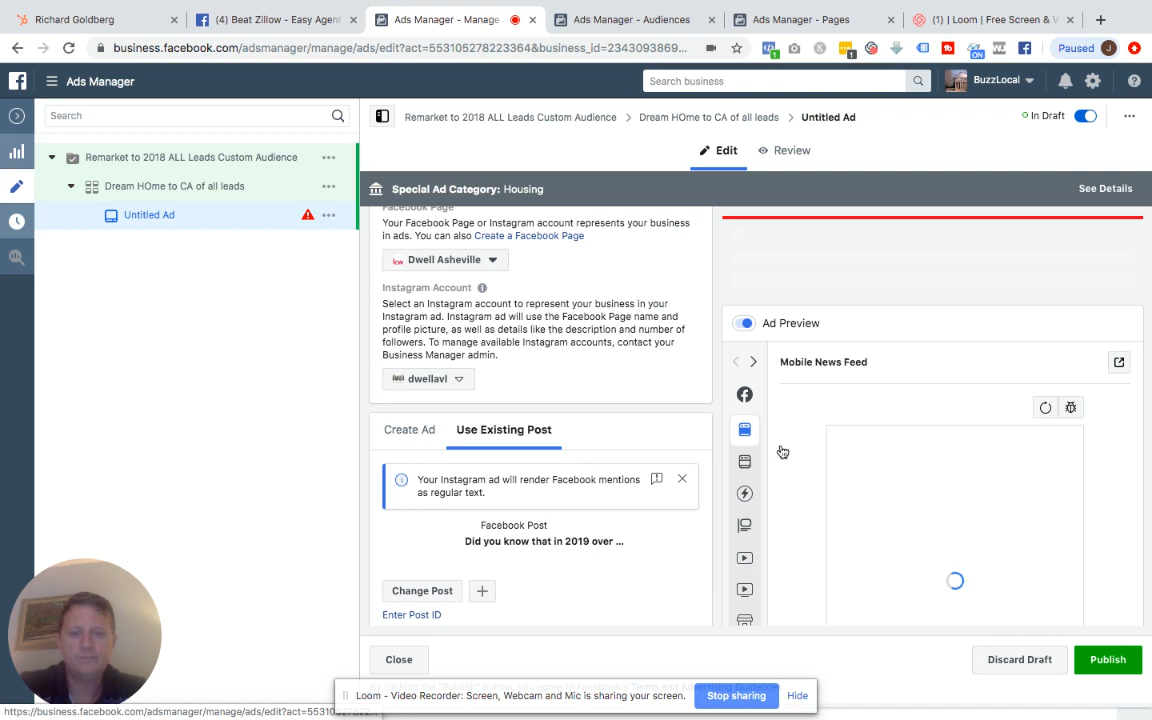 Richard Goldberg
(4) Beat Zillow - Easy Agent
Ads Manager - Manage
Ads Manager - Audiences
Ads Manager - Pages
(1) | Loom | Free Screen & V
business.facebook.com/adsmanager/manage/ads/edit?act=553105278223364&business_id=2343093869...
Paused
J
Ads Manager
Search business
BuzzLocal
Search
Remarket to 2018 ALL Leads Custom Audience
Dream HOme to CA of all leads
Untitled Ad
In Draft
Remarket to 2018 ALL Leads Custom Audience
Dream HOme to CA of all leads
Untitled Ad
Edit
Review
Special Ad Category: Housing
See Details
Facebook Page
Your Facebook Page or Instagram account represents your business
in ads. You can also Create a Facebook Page
kw Dwell Asheville
Instagram Account
Select an Instagram account to represent your business in your
Instagram ad. Instagram ad will use the Facebook Page name and
profile picture, as well as details like the description and number of
followers. To manage available Instagram accounts, contact your
Business Manager admin.
dwellavl
Create Ad
Use Existing Post
Your Instagram ad will render Facebook mentions
as regular text.
Facebook Post
Did you know that in 2019 over ...
Change Post
Enter Post ID
Ad Preview
Mobile News Feed
Close
Discard Draft
Publish
Loom - Video Recorder: Screen, Webcam and Mic is sharing your screen.
Stop sharing
Hide